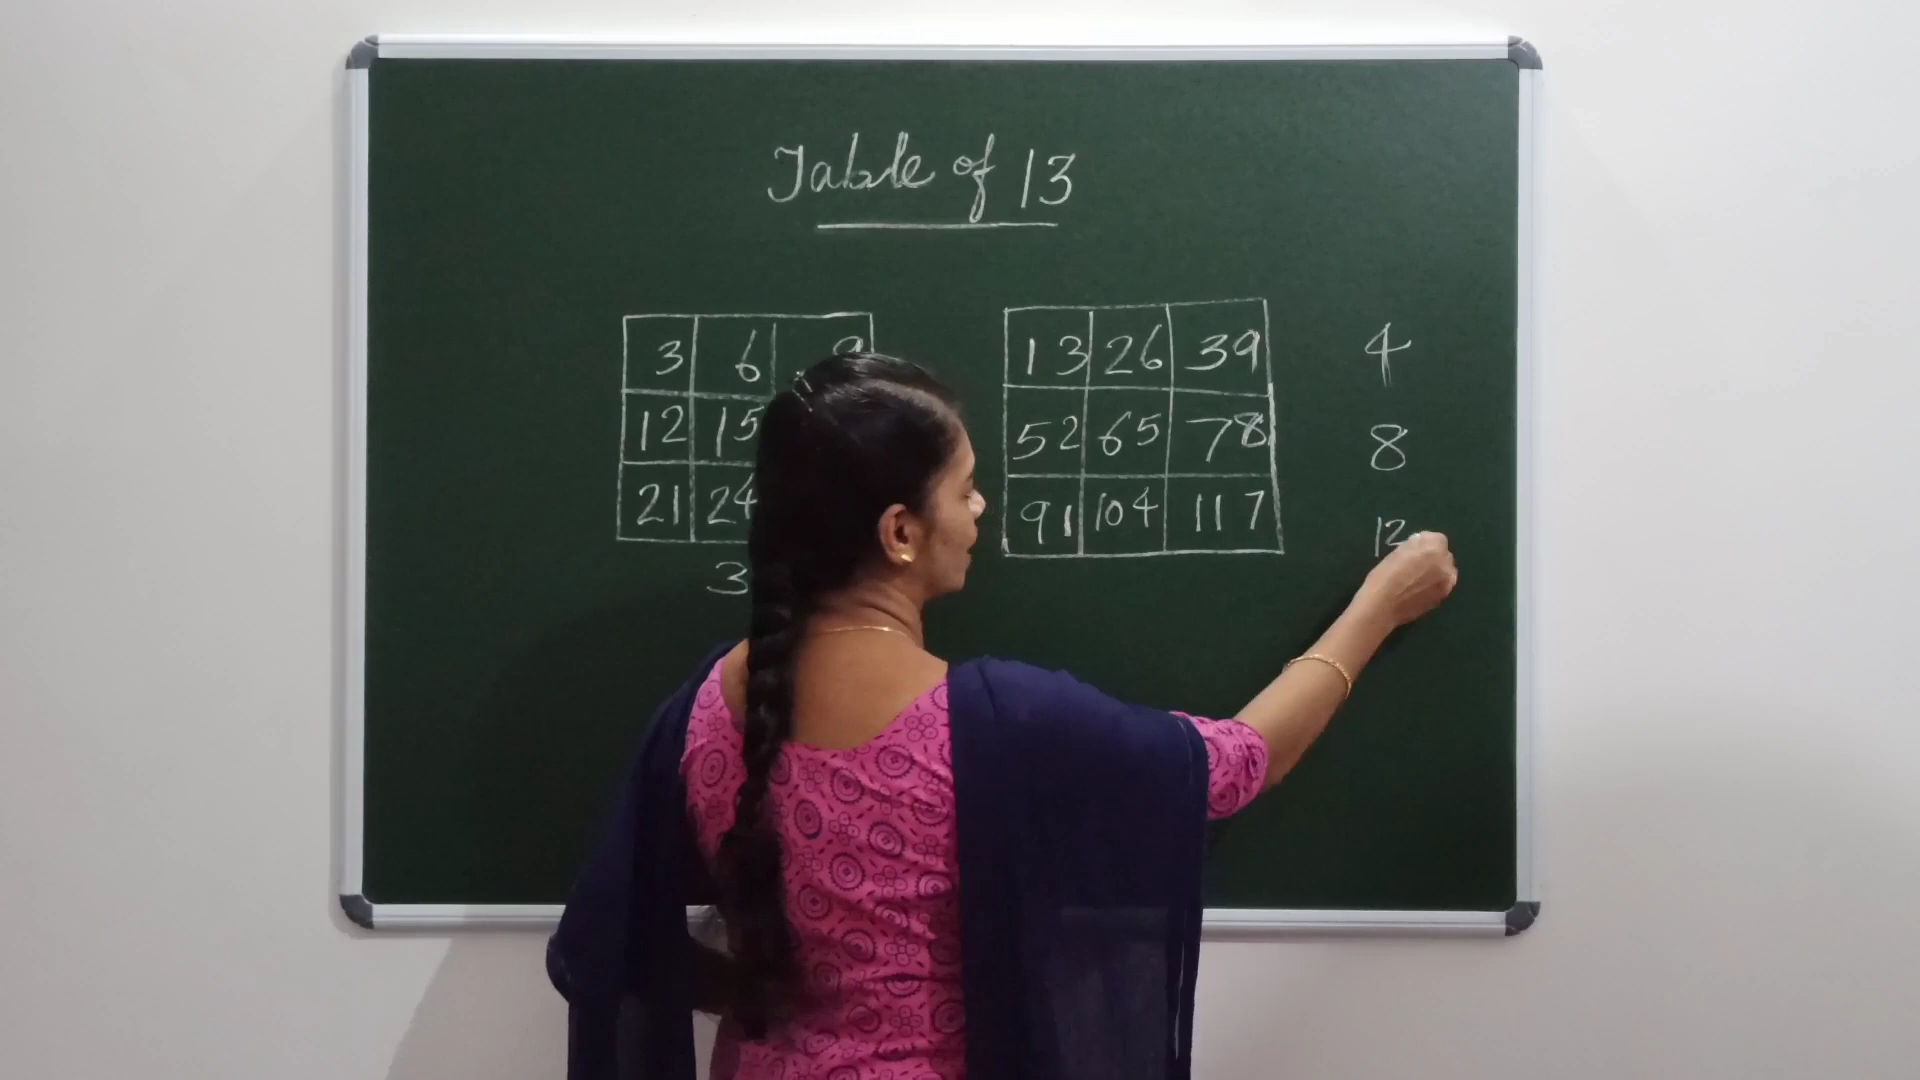 Table of 13
3 6 9 13 26 39 4
12 15 52 65 78 8
21 24 91 104 117 12
3